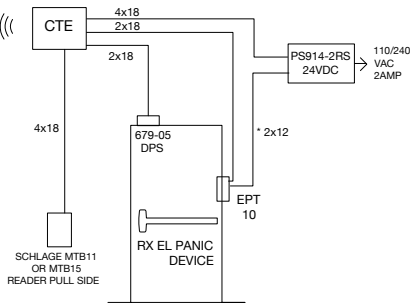 4x18
CTE
2x18
2x18
PS914-2RS
24VDC
110/240
VAC
2AMP
4x18
679-05
DPS
* 2x12
EPT
10
RX EL PANIC
DEVICE
SCHLAGE MTB11
OR MTB15
READER PULL SIDE